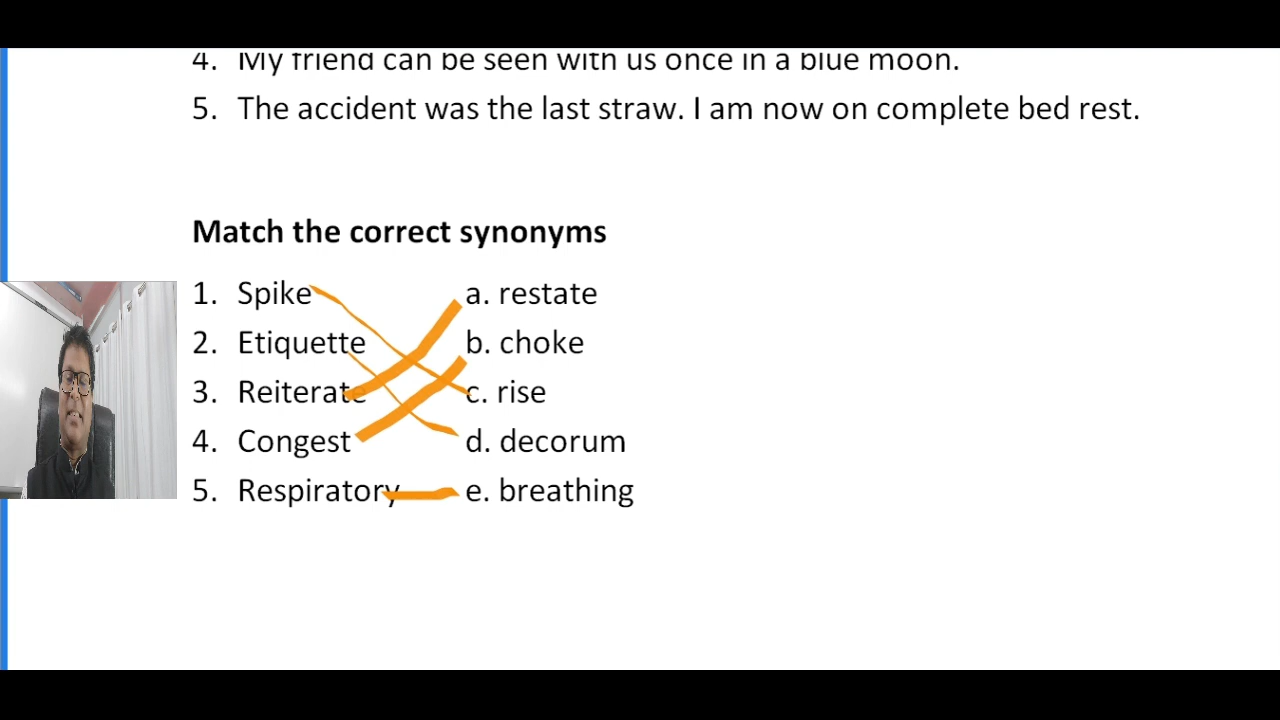 4. My friend can be seen with us once in a blue moon.
5. The accident was the last straw. I am now on complete bed rest.
Match the correct synonyms
1. Spike a. restate
2. Etiquette b. choke
3. Reiterate c. rise
4. Congest d. decorum
5. Respiratory e. breathing